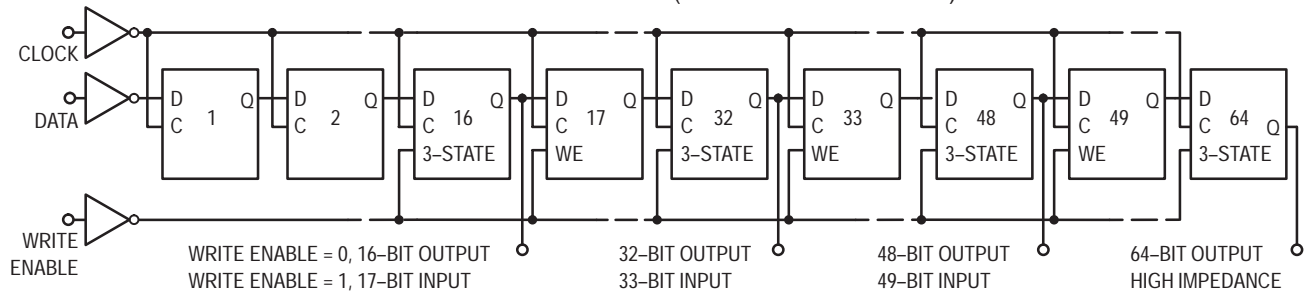 CLOCK
DATA
D Q
C
1
D Q
C
2
D Q
C
16
3–STATE
D Q
C
17
WE
D Q
C
32
3–STATE
D Q
C
33
WE
D Q
C
48
3–STATE
D Q
C
49
WE
D
C
64
Q
3–STATE
WRITE
ENABLE
WRITE ENABLE = 0, 16–BIT OUTPUT
WRITE ENABLE = 1, 17–BIT INPUT
32–BIT OUTPUT
33–BIT INPUT
48–BIT OUTPUT
49–BIT INPUT
64–BIT OUTPUT
HIGH IMPEDANCE